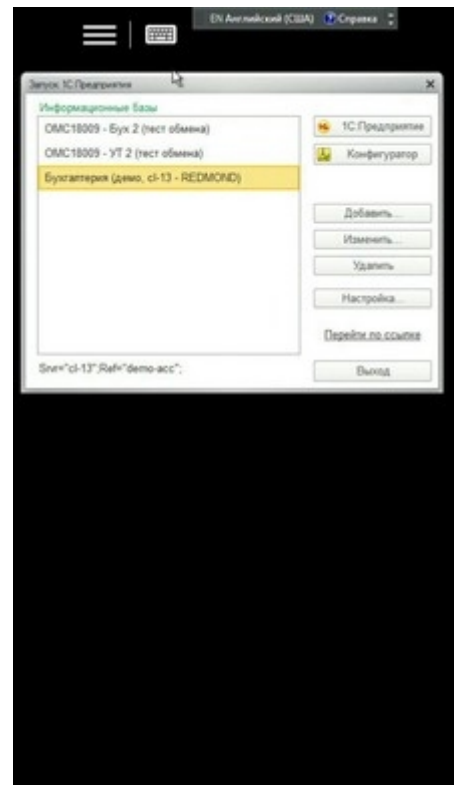 EN Английский (США) Справка
Запуск 1С:Предприятия
Информационные базы
ОМС18009 - Бух 2 (тест обмена)
ОМС18009 - УТ 2 (тест обмена)
Бухгалтерия (демо, cl-13 - REDMOND)
1С:Предприятие
Конфигуратор
Добавить...
Изменить...
Удалить
Настройка...
Перейти по ссылке
Выход
Srvr="cl-13";Ref="demo-acc";